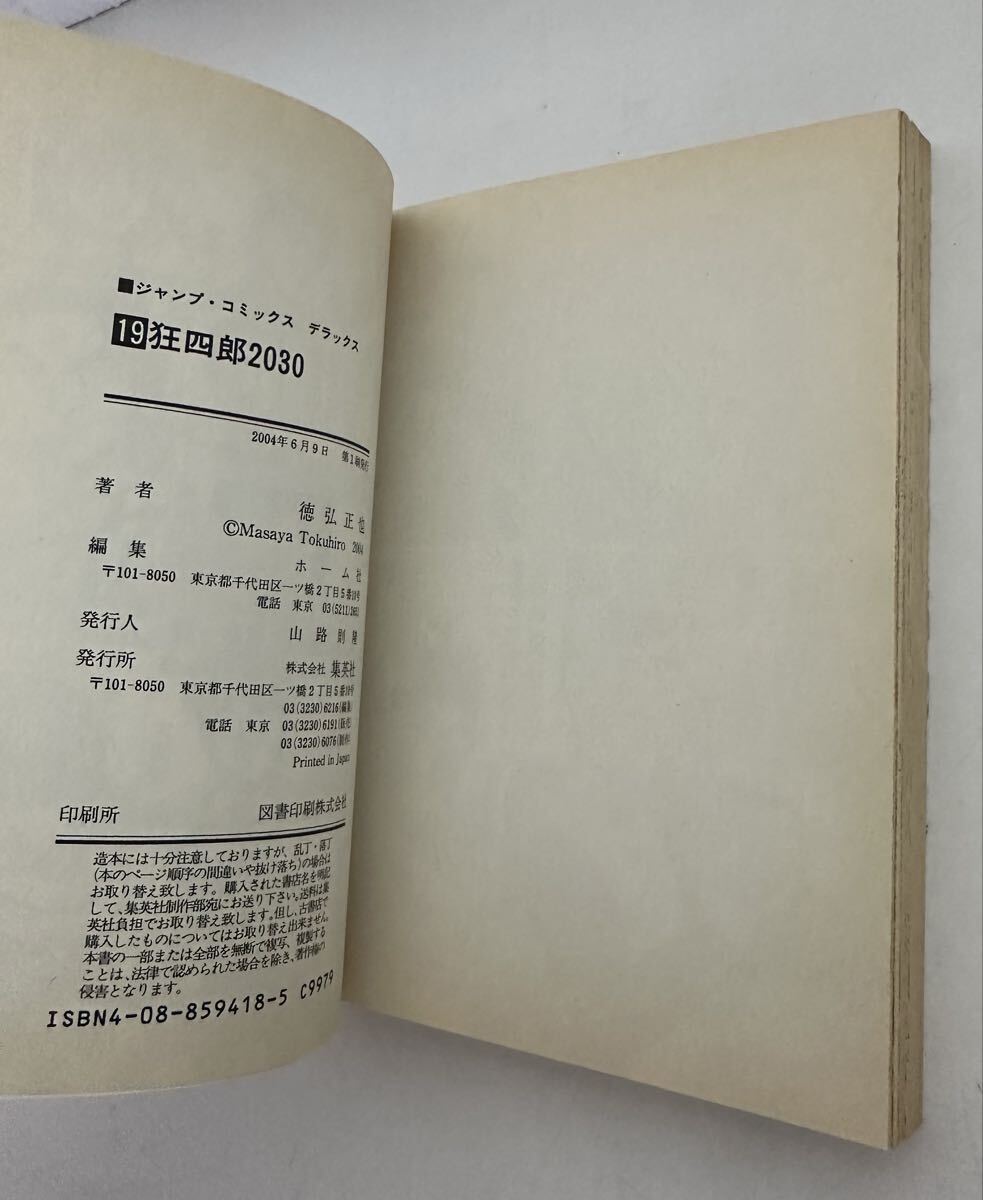 ■ジャンプ・コミックス デラックス
19狂四郎2030
2004年6月9日 第1刷発行
著者
徳弘正也
©Masaya Tokuhiro 2004
編集
ホーム社
〒101-8050 東京都千代田区一ツ橋2丁目5番10号
電話 東京 03(5211)2651
発行人
山路則隆
発行所
株式会社 集英社
〒101-8050 東京都千代田区一ツ橋2丁目5番10号
03(3230)6216(編集)
電話 東京 03(3230)6191(販売)
03(3230)6076(制作)
Printed in Japan
印刷所
図書印刷株式会社
造本には十分注意しておりますが、乱丁・落丁
(本のページ順序の間違いや抜け落ち)の場合は
お取り替え致します。購入された書店名を明記
して、集英社制作部宛にお送り下さい。送料は集
英社負担でお取り替え致します。但し、古書店で
購入したものについてはお取り替え出来ません。
本書の一部または全部を無断で複写、複製する
ことは、法律で認められた場合を除き、著作権の
侵害となります。
ISBN4-08-859418-5 C9979